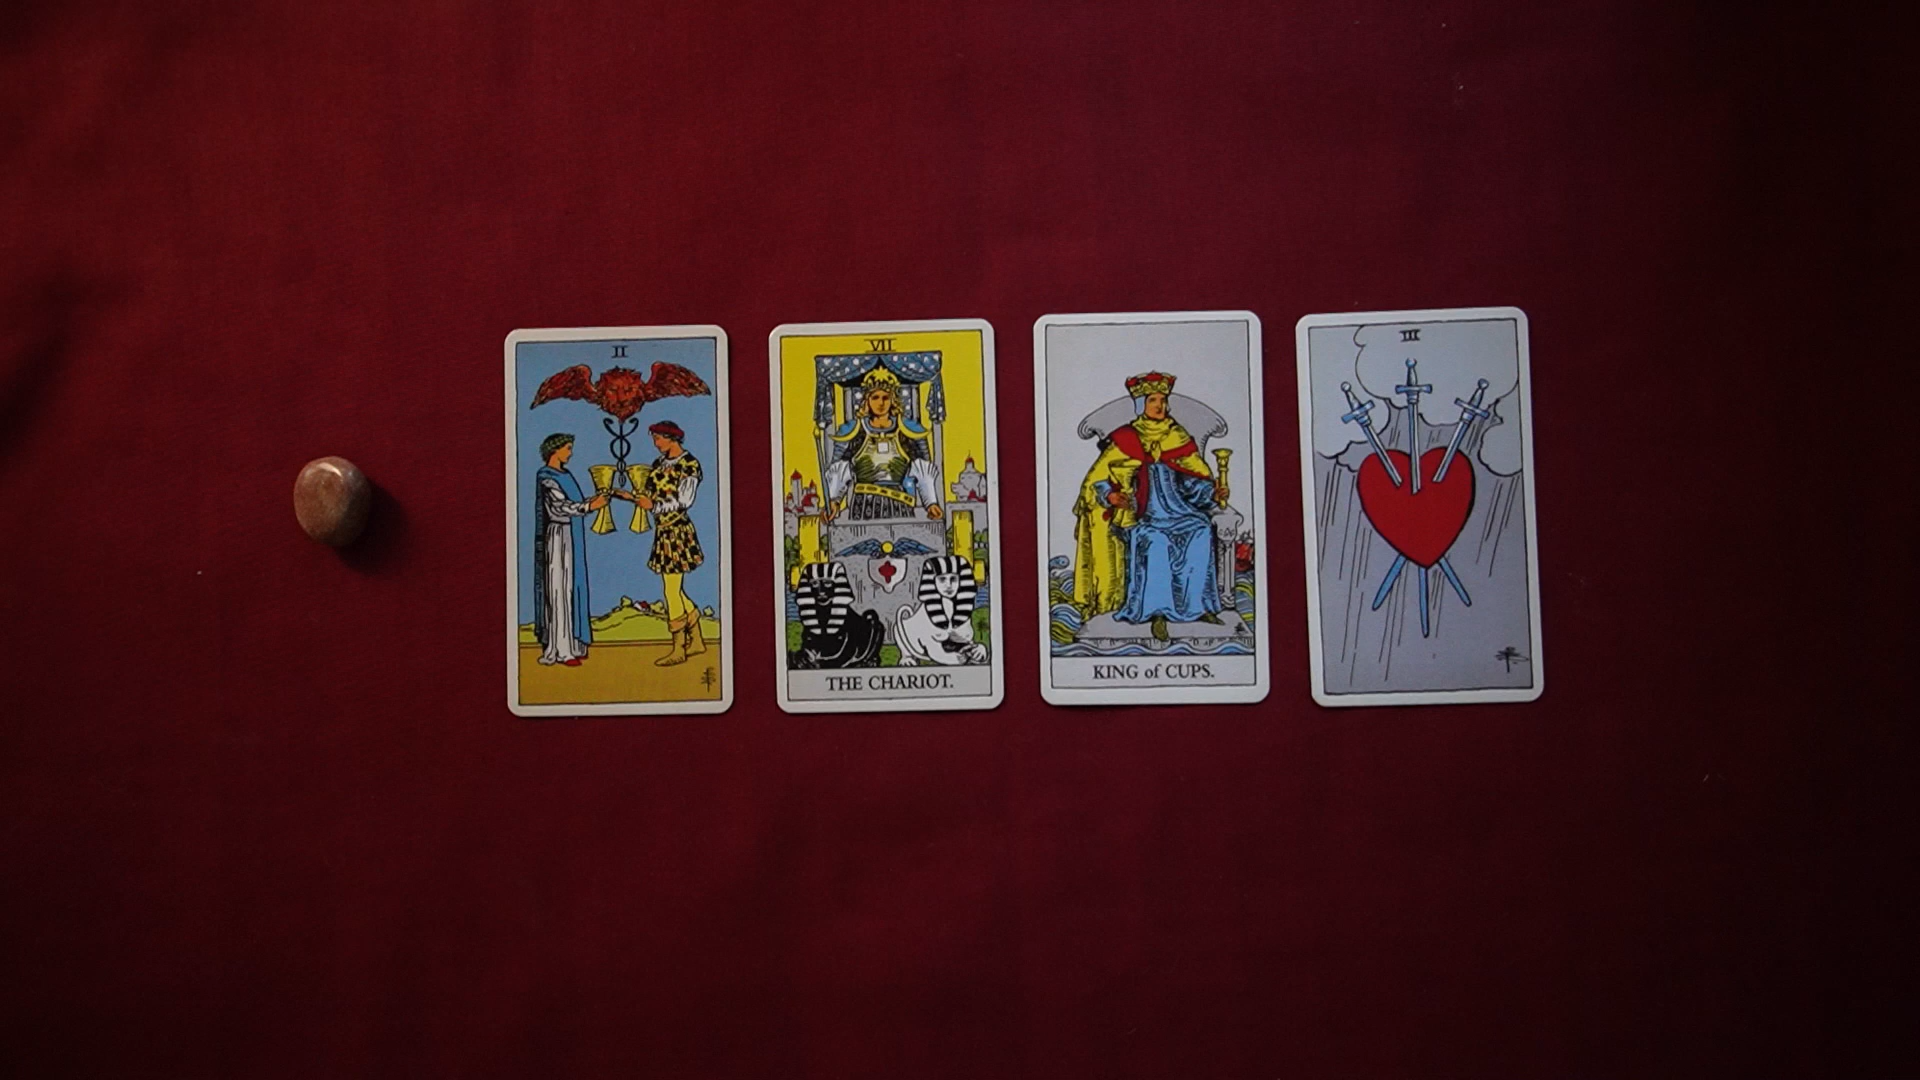 II
VII
THE CHARIOT.
KING of CUPS.
III